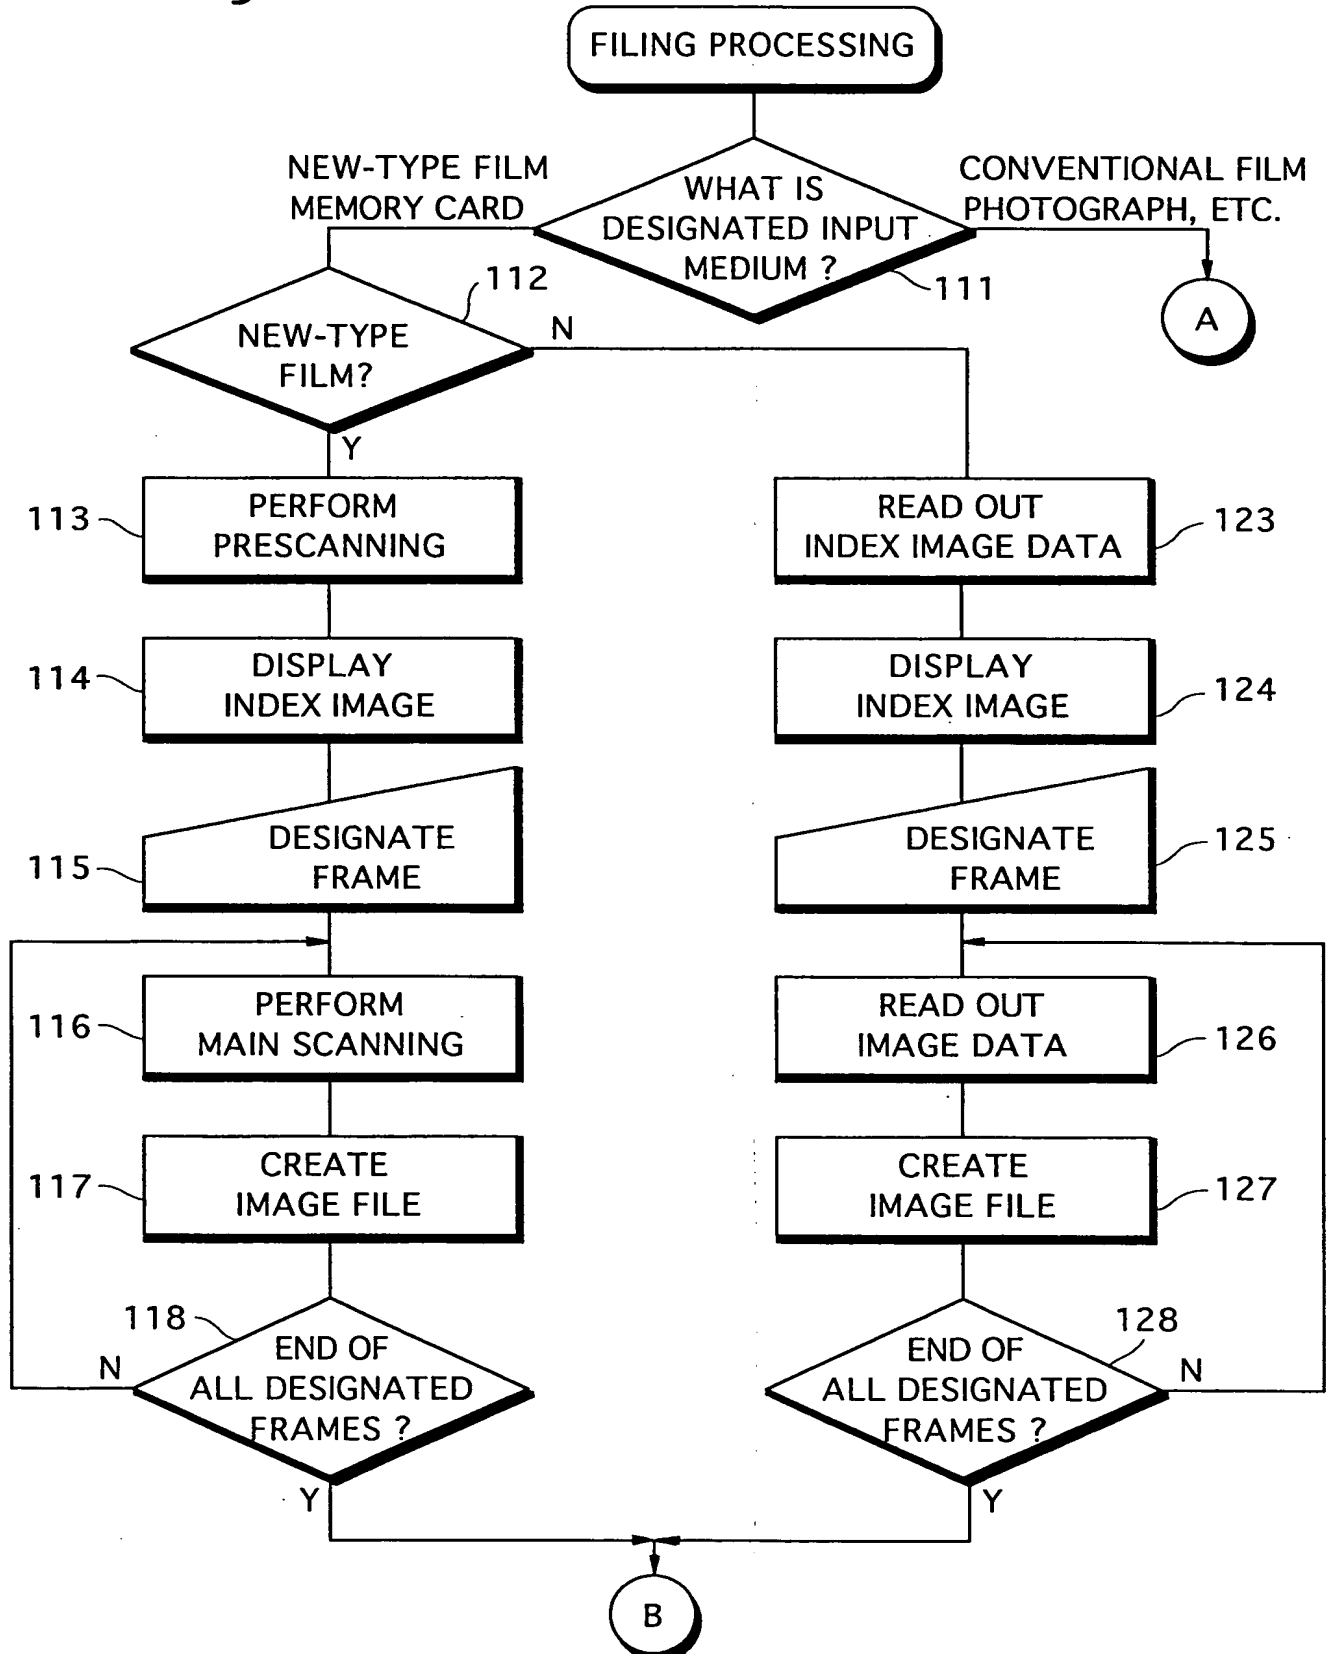 FILING PROCESSING
NEW-TYPE FILM
MEMORY CARD
WHAT IS
DESIGNATED INPUT
MEDIUM ?
CONVENTIONAL FILM
PHOTOGRAPH, ETC.
111
A
112
NEW-TYPE
FILM?
N
Y
113
PERFORM
PRESCANNING
READ OUT
INDEX IMAGE DATA
123
114
DISPLAY
INDEX IMAGE
DISPLAY
INDEX IMAGE
124
115
DESIGNATE
FRAME
DESIGNATE
FRAME
125
116
PERFORM
MAIN SCANNING
READ OUT
IMAGE DATA
126
117
CREATE
IMAGE FILE
CREATE
IMAGE FILE
127
118
N
END OF
ALL DESIGNATED
FRAMES ?
Y
128
END OF
ALL DESIGNATED
FRAMES ?
N
Y
B